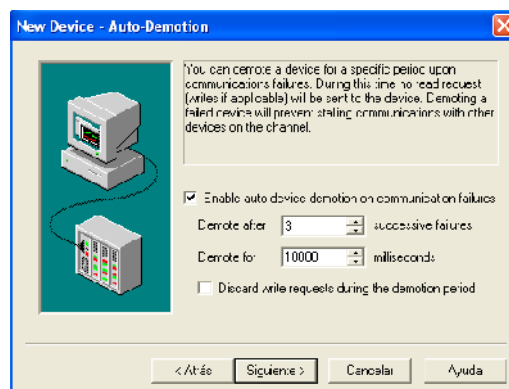 New Device - Auto-Demotion
You can demote a device for a specific period upon
communications failures. During this time no read request
(writes if applicable) will be sent to the device. Demoting a
failed device will prevent stalling communications with other
devices on the channel.
Enable auto device demotion on communication failures
Demote after 3 successive failures
Demote for 10000 milliseconds
Discard write requests during the demotion period
< Atrás Siguiente > Cancelar Ayuda